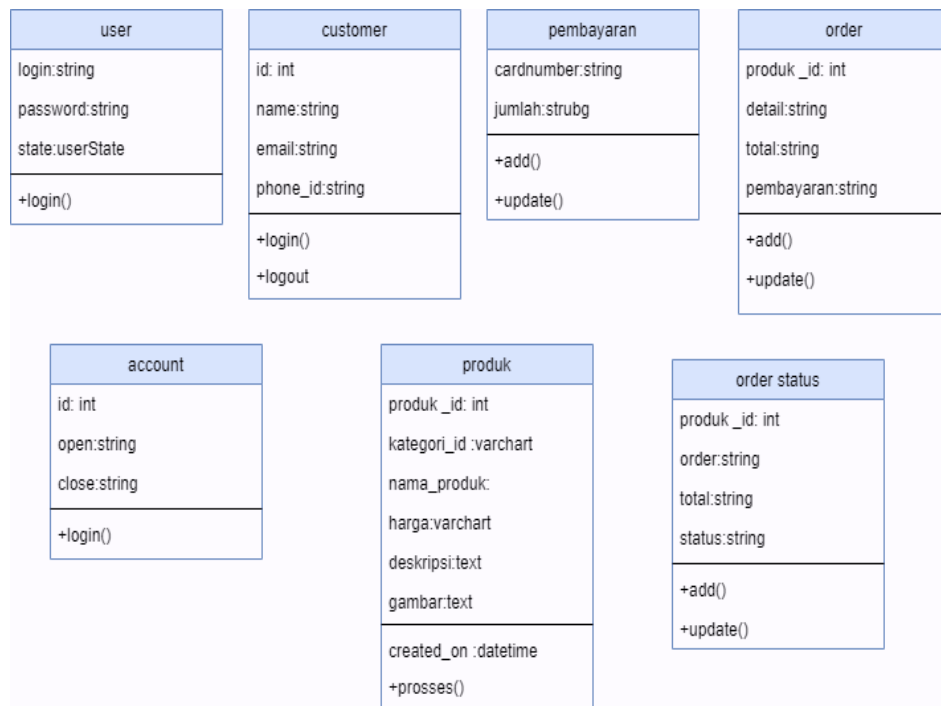 user
login:string
password:string
state:userState
+login()
customer
id: int
name:string
email:string
phone_id:string
+login()
+logout
pembayaran
cardnumber:string
jumlah:strubg
+add()
+update()
order
produk _id: int
detail:string
total:string
pembayaran:string
+add()
+update()
account
id: int
open:string
close:string
+login()
produk
produk _id: int
kategori_id :varchart
nama_produk:
harga:varchart
deskripsi:text
gambar:text
created_on :datetime
+prosses()
order status
produk _id: int
order:string
total:string
status:string
+add()
+update()